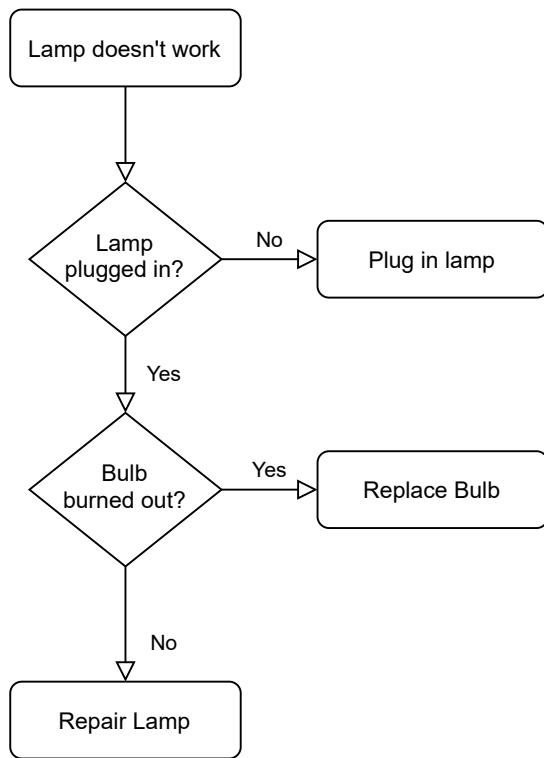 Lamp doesn't work
Lamp
plugged in?
No
Plug in lamp
Yes
Bulb
burned out?
Yes
Replace Bulb
No
Repair Lamp